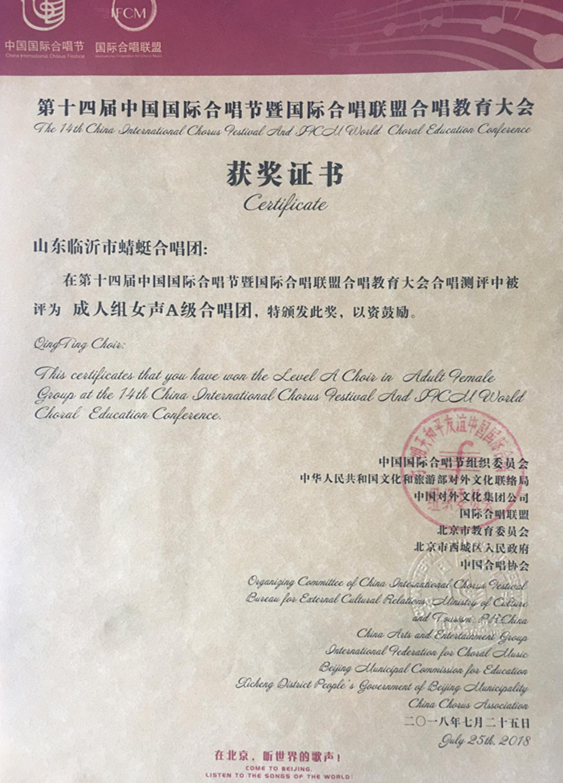 IFCM
中国国际合唱节
国际合唱联盟
China International Chorus Festival
第十四届中国国际合唱节暨国际合唱联盟合唱教育大会
The 14th China International Chorus Festival And IFCM World Choral Education Conference
获奖证书
Certificate
山东临沂市蜻蜓合唱团:
在第十四届中国国际合唱节暨国际合唱联盟合唱教育大会合唱测评中被
评为 成人组女声A级合唱团，特颁发此奖，以资鼓励。
QingTing Choir:
This certificates that you have won the Level A Choir in Adult Female
Group at the 14th China International Chorus Festival And IFCM World
Choral Education Conference.
中国国际合唱节组织委员会
中华人民共和国文化和旅游部对外文化联络局
中国对外文化集团公司
国际合唱联盟
北京市教育委员会
北京市西城区人民政府
中国合唱协会
Organizing Committee of China International Chorus Festival
Bureau for External Cultural Relations, Ministry of Culture
and Tourism, P.R.China
China Arts and Entertainment Group
International Federation for Choral Music
Beijing Municipal Commission for Education
Xicheng District People's Government of Beijing Municipality
China Chorus Association
二〇一八年七月二十五日
July 25th, 2018
在北京，听世界的歌声！
COME TO BEIJING,
LISTEN TO THE SONGS OF THE WORLD!